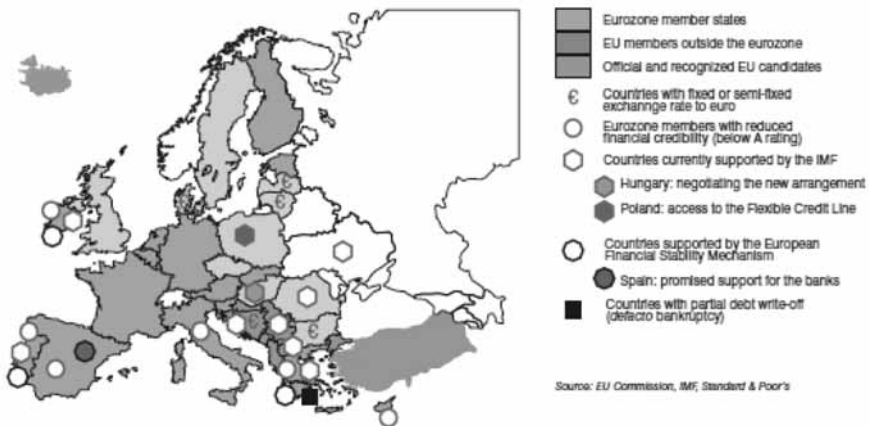 Eurozone member states
EU members outside the eurozone
Official and recognized EU candidates
€ Countries with fixed or semi-fixed
exchange rate to euro
Eurozone members with reduced
financial credibility (below A rating)
Countries currently supported by the IMF
Hungary: negotiating the new arrangement
Poland: access to the Flexible Credit Line
Countries supported by the European
Financial Stability Mechanism
Spain: promised support for the banks
Countries with partial debt write-off
(defacto bankruptcy)
Source: EU Commission, IMF, Standard & Poor's
€
€
€